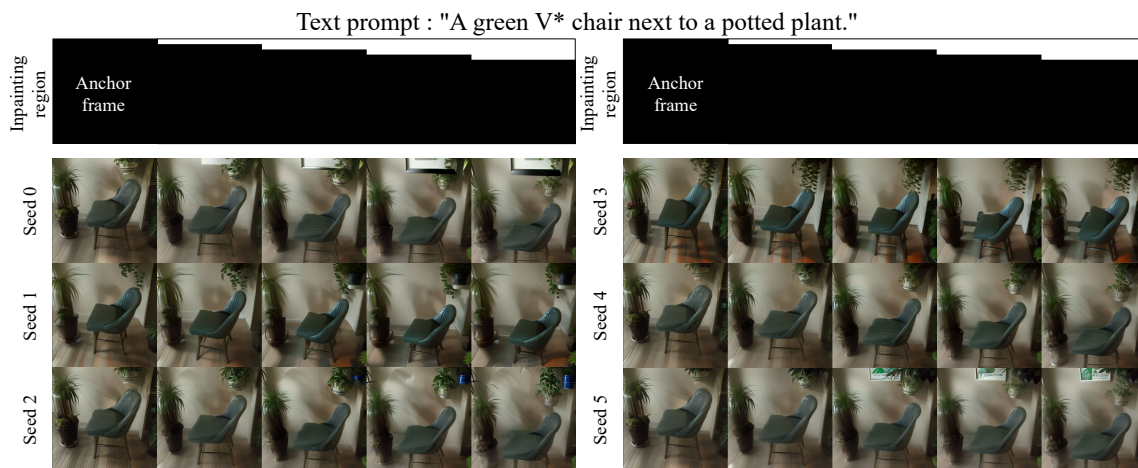 Text prompt : "A green V* chair next to a potted plant."
Inpainting
region
Anchor
frame
Seed 0
Seed 1
Seed 2
Inpainting
region
Anchor
frame
Seed 3
Seed 4
Seed 5